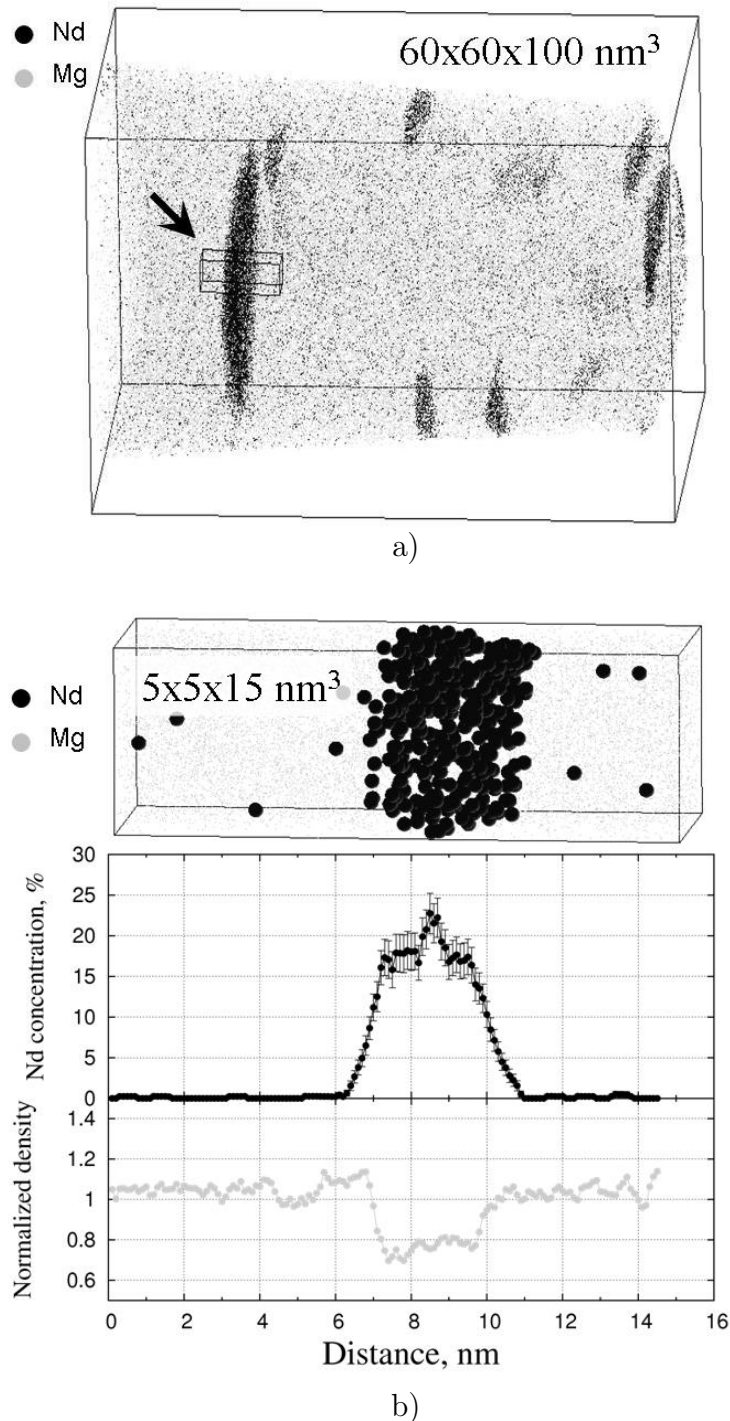 Nd
Mg
60x60x100 nm³
a)
5x5x15 nm³
Nd
Mg
Nd concentration, %
30
25
20
15
10
5
0
Normalized density
1.4
1.2
1
0.8
0.6
0 2 4 6 8 10 12 14 16
Distance, nm
b)